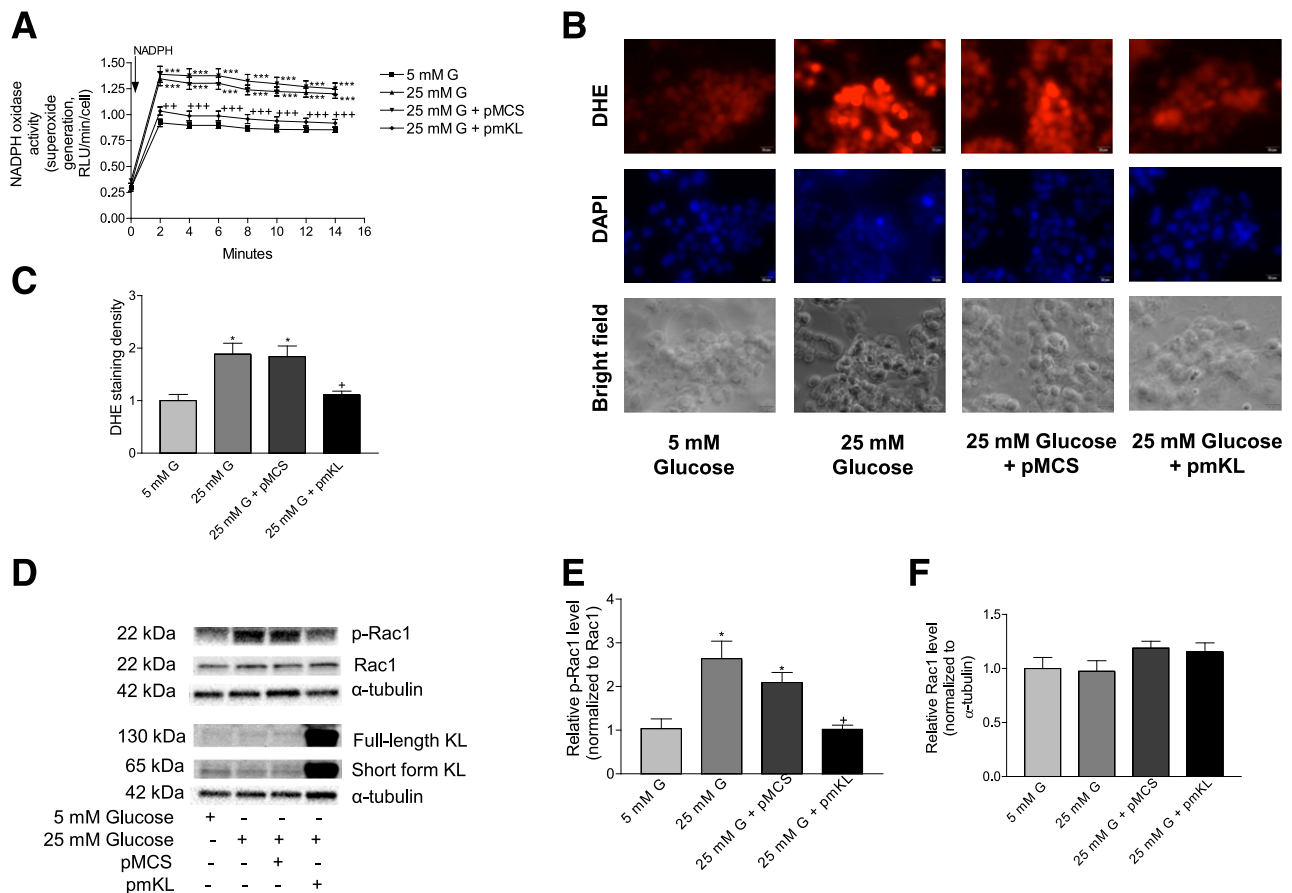 A
NADPH
1.50
1.25
1.00
0.75
0.50
0.25
0.00
0 2 4 6 8 10 12 14 16
Minutes
NADPH oxidase
activity
(superoxide
generation,
RLU/min/cell)
*** *** *** *** *** *** ***
*** *** *** *** *** *** ***
++ +++ +++ +++ +++ +++ +++
5 mM G
25 mM G
25 mM G + pMCS
25 mM G + pmKL
B
DHE
DAPI
Bright field
5 mM
Glucose
25 mM
Glucose
25 mM Glucose
+ pMCS
25 mM Glucose
+ pmKL
C
DHE staining density
3
2
1
0
* * +
5 mM G
25 mM G
25 mM G + pMCS
25 mM G + pmKL
D
22 kDa p-Rac1
22 kDa Rac1
42 kDa α-tubulin
130 kDa Full-length KL
65 kDa Short form KL
42 kDa α-tubulin
5 mM Glucose + - - -
25 mM Glucose - + + +
pMCS - - + -
pmKL - - - +
E
Relative p-Rac1 level
(normalized to Rac1)
4
3
2
1
0
* * +
5 mM G
25 mM G
25 mM G + pMCS
25 mM G + pmKL
F
Relative Rac1 level
(normalized to
α-tubulin)
1.5
1.0
0.5
0.0
5 mM G
25 mM G
25 mM G + pMCS
25 mM G + pmKL